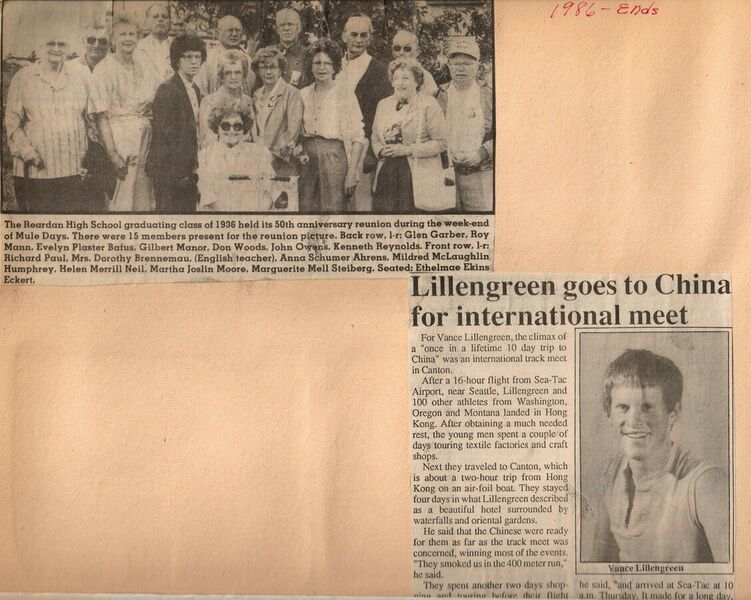 1986 - Ends
The Reardan High School graduating class of 1936 held its 50th anniversary reunion during the week-end
of Mule Days. There were 15 members present for the reunion picture. Back row, l-r: Glen Garber, Roy
Mann, Evelyn Plaster Bafus, Gilbert Manor, Don Woods, John Owens, Kenneth Reynolds. Front row, l-r:
Richard Paul, Mrs. Dorothy Brennemau, (English teacher), Anna Schumer Ahrens, Mildred McLaughlin
Humphrey, Helen Merrill Neil, Martha Joslin Moore, Marguerite Mell Steiberg. Seated: Ethelmae Ekins
Eckert.
Lillengreen goes to China
for international meet
For Vance Lillengreen, the climax of
a "once in a lifetime 10 day trip to
China" was an international track meet
in Canton.
After a 16-hour flight from Sea-Tac
Airport, near Seattle, Lillengreen and
100 other athletes from Washington,
Oregon and Montana landed in Hong
Kong. After obtaining a much needed
rest, the young men spent a couple of
days touring textile factories and craft
shops.
Next they traveled to Canton, which
is about a two-hour trip from Hong
Kong on an air-foil boat. They stayed
four days in what Lillengreen described
as a beautiful hotel surrounded by
waterfalls and oriental gardens.
He said that the Chinese were ready
for them as far as the track meet was
concerned, winning most of the events.
"They smoked us in the 400 meter run,"
he said.
They spent another two days shop-
ping and touring before their flight
Vance Lillengreen
he said, "and arrived at Sea-Tac at 10
a.m. Thursday. It made for a long day,